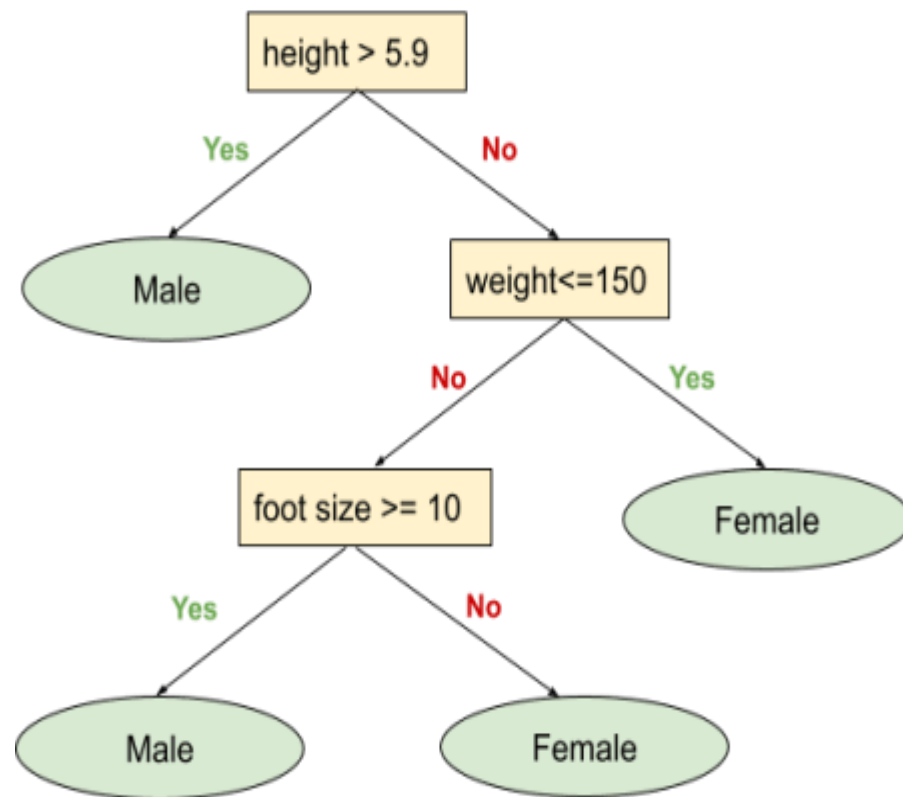 height > 5.9
Yes
No
Male
weight<=150
No
Yes
foot size >= 10
Female
Yes
No
Male
Female